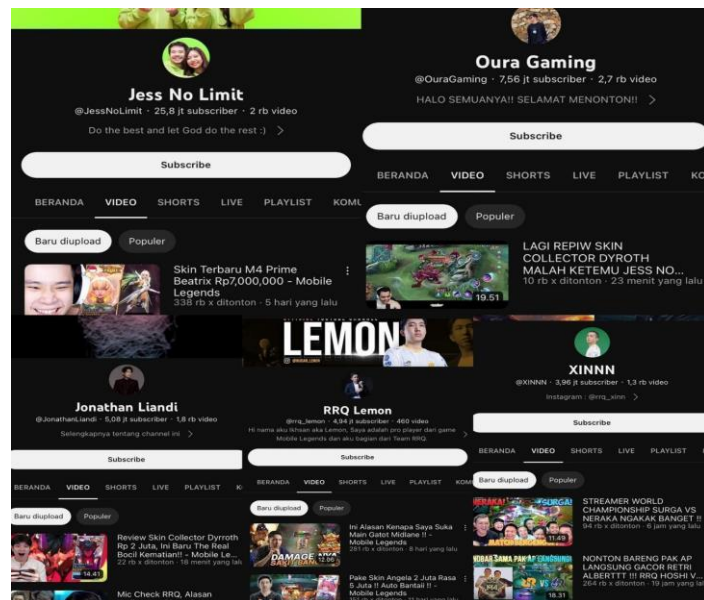 Jess No Limit
@JessNoLimit · 25,8 jt subscriber · 2 rb video
Do the best and let God do the rest :) >
Subscribe
BERANDA VIDEO SHORTS LIVE PLAYLIST KOMU
Baru diupload Populer
Skin Terbaru M4 Prime
Beatrix Rp7,000,000 - Mobile
Legends
338 rb x ditonton · 5 hari yang lalu
Oura Gaming
@OuraGaming · 7,56 jt subscriber · 2,7 rb video
HALO SEMUANYA!! SELAMAT MENONTON!! >
Subscribe
BERANDA VIDEO SHORTS LIVE PLAYLIST KO
Baru diupload Populer
LAGI REPIW SKIN
COLLECTOR DYROTH
MALAH KETEMU JESS NO...
10 rb x ditonton · 23 menit yang lalu
19.51
Jonathan Liandi
@JonathanLiandi · 5,08 jt subscriber · 1,8 rb video
Selengkapnya tentang channel ini >
Subscribe
BERANDA VIDEO SHORTS LIVE PLAYLIST K
Baru diupload Populer
Review Skin Collector Dyrroth
Rp 2 Juta, Ini Baru The Real
Bocil Kematian!! - Mobile Le...
22 rb x ditonton · 18 menit yang lalu
14.41
Mic Check RRQ, Alasan
LEMON
RRQ Lemon
@rrq_lemon · 4,94 jt subscriber · 460 video
Hi nama aku Ikhsan aka Lemon, Saya adalah pro player dari game
Mobile Legends dan aku bagian dari Team RRQ >
Subscribe
BERANDA VIDEO SHORTS LIVE PLAYLIST KOM
Baru diupload Populer
Ini Alasan Kenapa Saya Suka
Main Gatot Midlane !! -
Mobile Legends
281 rb x ditonton · 8 hari yang lalu
DAMAGE NYA
12.06
Pake Skin Angela 2 Juta Rasa
5 Juta !! Auto Bantai !! -
Mobile Legends
XINNN
@XINNN · 3,96 jt subscriber · 1,3 rb video
Instagram : @rrq_xinn >
Subscribe
BERANDA VIDEO SHORTS LIVE PLAYLIST
Baru diupload Populer
STREAMER WORLD
CHAMPIONSHIP SURGA VS
NERAKA NGAKAK BANGET !!
94 rb x ditonton · 6 jam yang lalu
11.49
NONTON BARENG PAK AP
LANGSUNG GACOR RETRI
ALBERTTT !!! RRQ HOSHI V...
264 rb x ditonton · 19 jam yang lalu
18.31